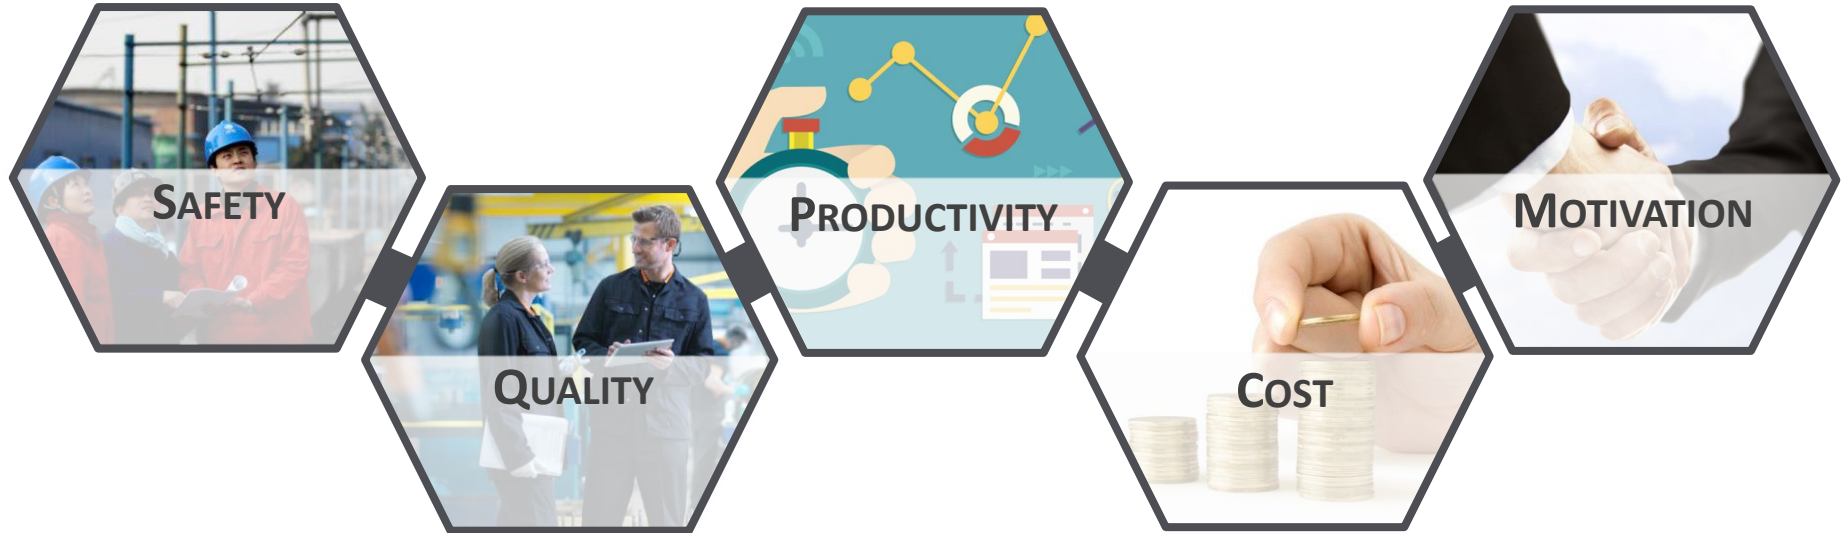 SAFETY
QUALITY
PRODUCTIVITY
COST
MOTIVATION